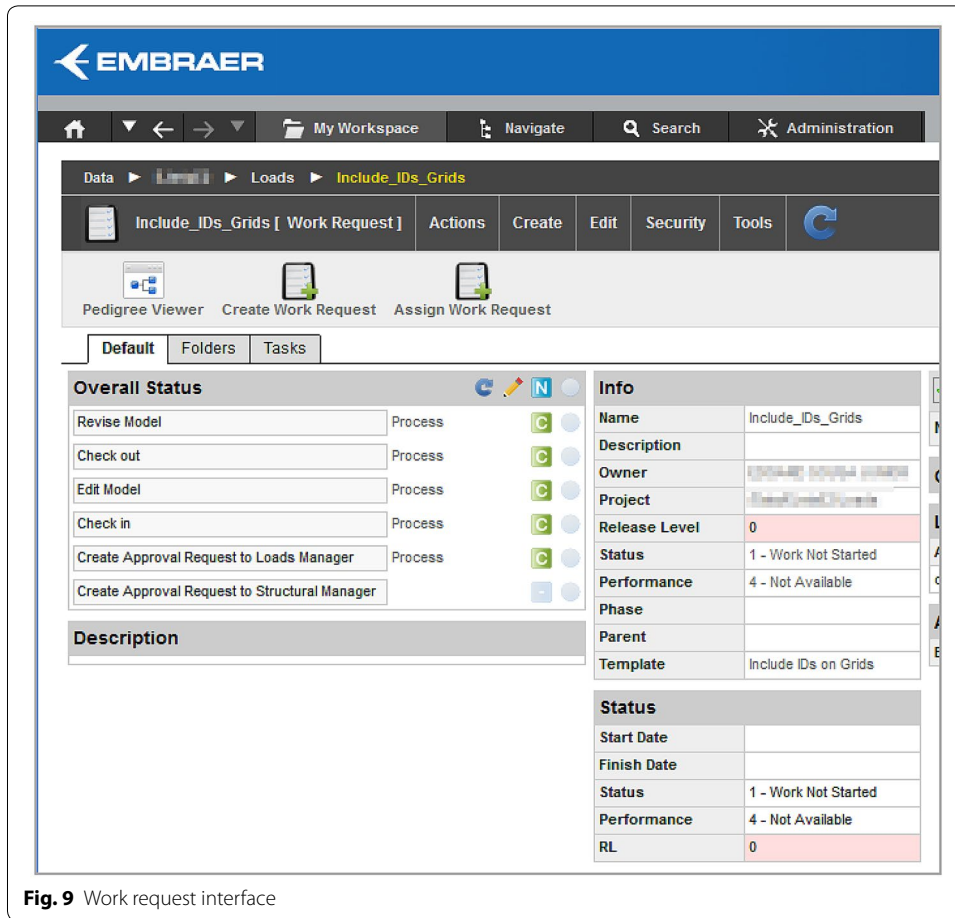 EMBRAER
My Workspace Navigate Search Administration
Data Loads Include_IDs_Grids
Include_IDs_Grids [ Work Request ] Actions Create Edit Security Tools
Pedigree Viewer Create Work Request Assign Work Request
Default Folders Tasks
Overall Status N
Revise Model Process C
Check out Process C
Edit Model Process C
Check in Process C
Create Approval Request to Loads Manager Process C
Create Approval Request to Structural Manager -
Description
Info
Name Include_IDs_Grids
Description
Owner
Project
Release Level 0
Status 1 - Work Not Started
Performance 4 - Not Available
Phase
Parent
Template Include IDs on Grids
Status
Start Date
Finish Date
Status 1 - Work Not Started
Performance 4 - Not Available
RL 0
Fig. 9 Work request interface